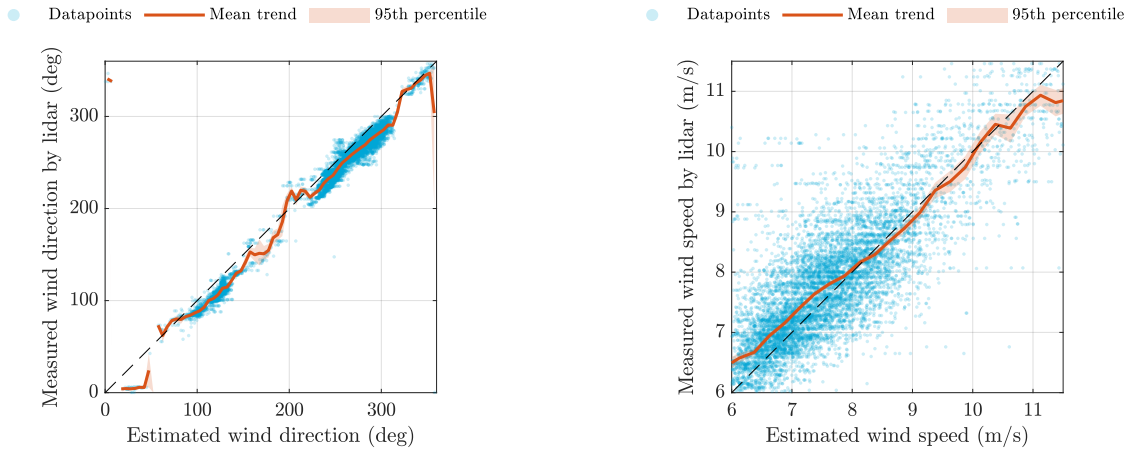 Datapoints Mean trend 95th percentile
Measured wind direction by lidar (deg)
300
200
100
0
0 100 200 300
Estimated wind direction (deg)
Datapoints Mean trend 95th percentile
Measured wind speed by lidar (m/s)
11
10
9
8
7
6
6 7 8 9 10 11
Estimated wind speed (m/s)